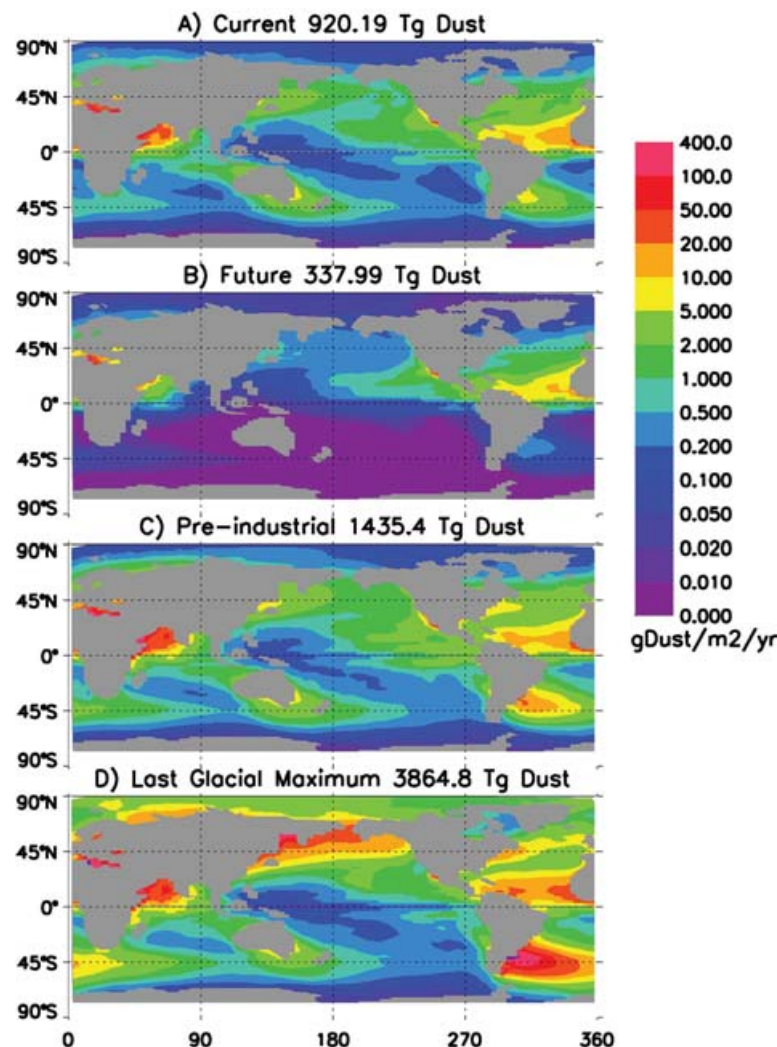 A) Current 920.19 Tg Dust
90°N
45°N
0°
45°S
90°S
B) Future 337.99 Tg Dust
90°N
45°N
0°
45°S
90°S
C) Pre-industrial 1435.4 Tg Dust
90°N
45°N
0°
45°S
90°S
D) Last Glacial Maximum 3864.8 Tg Dust
90°N
45°N
0°
45°S
90°S
0 90 180 270 360
400.0
100.0
50.00
20.00
10.00
5.000
2.000
1.000
0.500
0.200
0.100
0.050
0.020
0.010
0.000
gDust/m2/yr